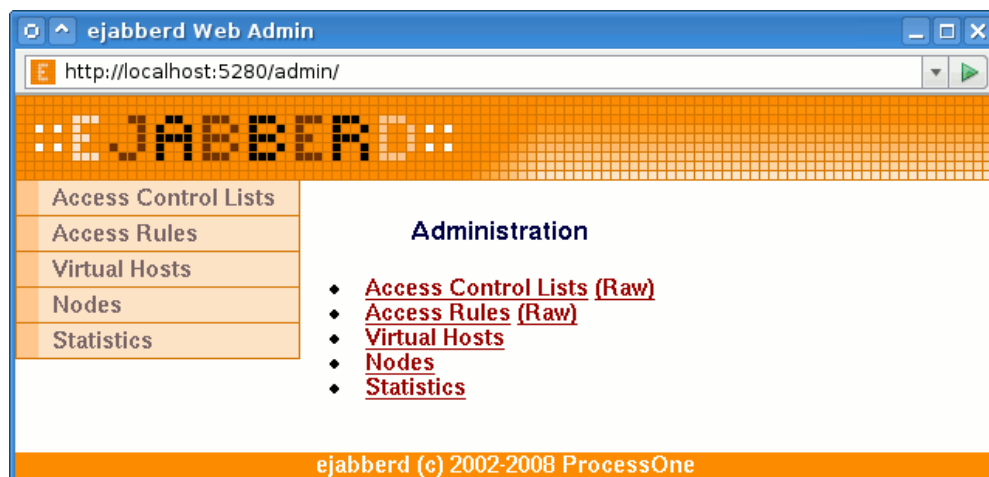 ejabberd Web Admin
http://localhost:5280/admin/
::EJABBERD::
Access Control Lists
Access Rules
Virtual Hosts
Nodes
Statistics
Administration
Access Control Lists (Raw)
Access Rules (Raw)
Virtual Hosts
Nodes
Statistics
ejabberd (c) 2002-2008 ProcessOne